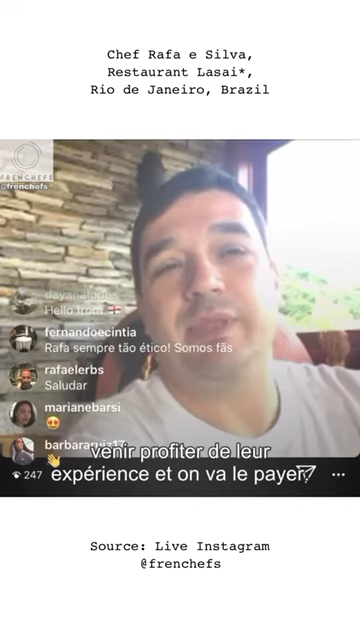 Chef Rafa e Silva,
Restaurant Lasai*,
Rio de Janeiro, Brazil
FRENCHEFS
@frenchefs
dayanalopes
Hello from 🏴󠁧󠁢󠁥󠁮󠁧󠁿
fernandoecintia
Rafa sempre tão ético! Somos fãs
rafaelerbs
Saludar
marianebarsi
😍
barbararuiz17
👋
venir profiter de leur
247
expérience et on va le payer?
Source: Live Instagram
@frenchefs